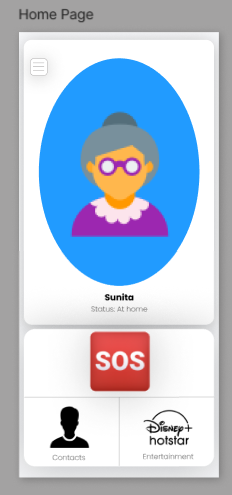 Home Page
Sunita
Status: At home
SOS
Contacts
Disney+
hotstar
Entertainment